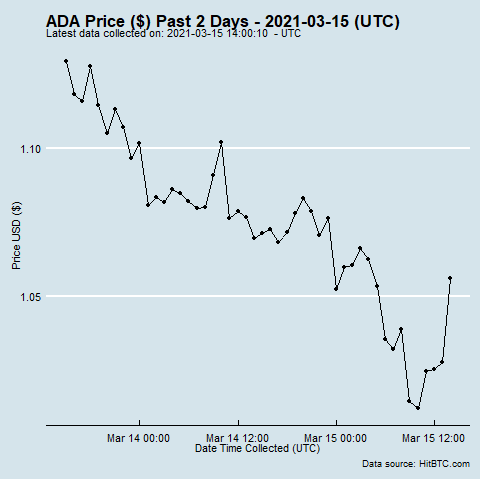 ADA Price ($) Past 2 Days - 2021-03-15 (UTC)
Latest data collected on: 2021-03-15 14:00:10 - UTC
1.10
Price USD ($)
1.05
Mar 14 00:00 Mar 14 12:00 Mar 15 00:00 Mar 15 12:00
Date Time Collected (UTC)
Data source: HitBTC.com